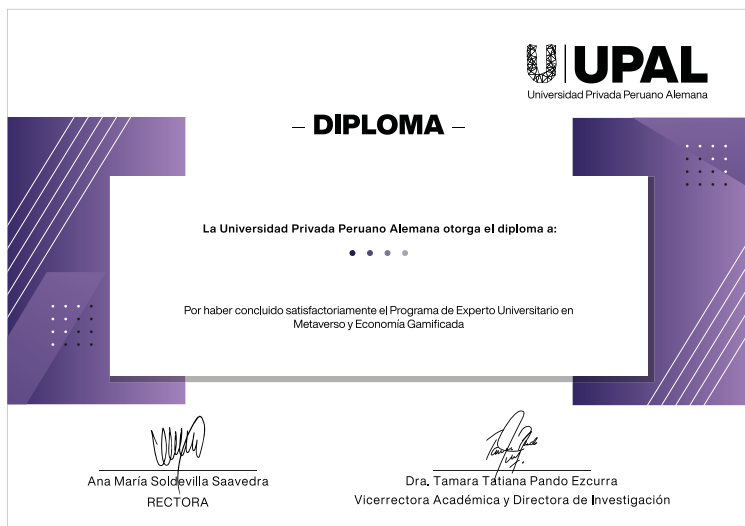 UPAL
Universidad Privada Peruano Alemana
– DIPLOMA –
La Universidad Privada Peruano Alemana otorga el diploma a:
Por haber concluido satisfactoriamente el Programa de Experto Universitario en
Metaverso y Economía Gamificada
Ana María Soldevilla Saavedra
RECTORA
Dra. Tamara Tatiana Pando Ezcurra
Vicerrectora Académica y Directora de Investigación